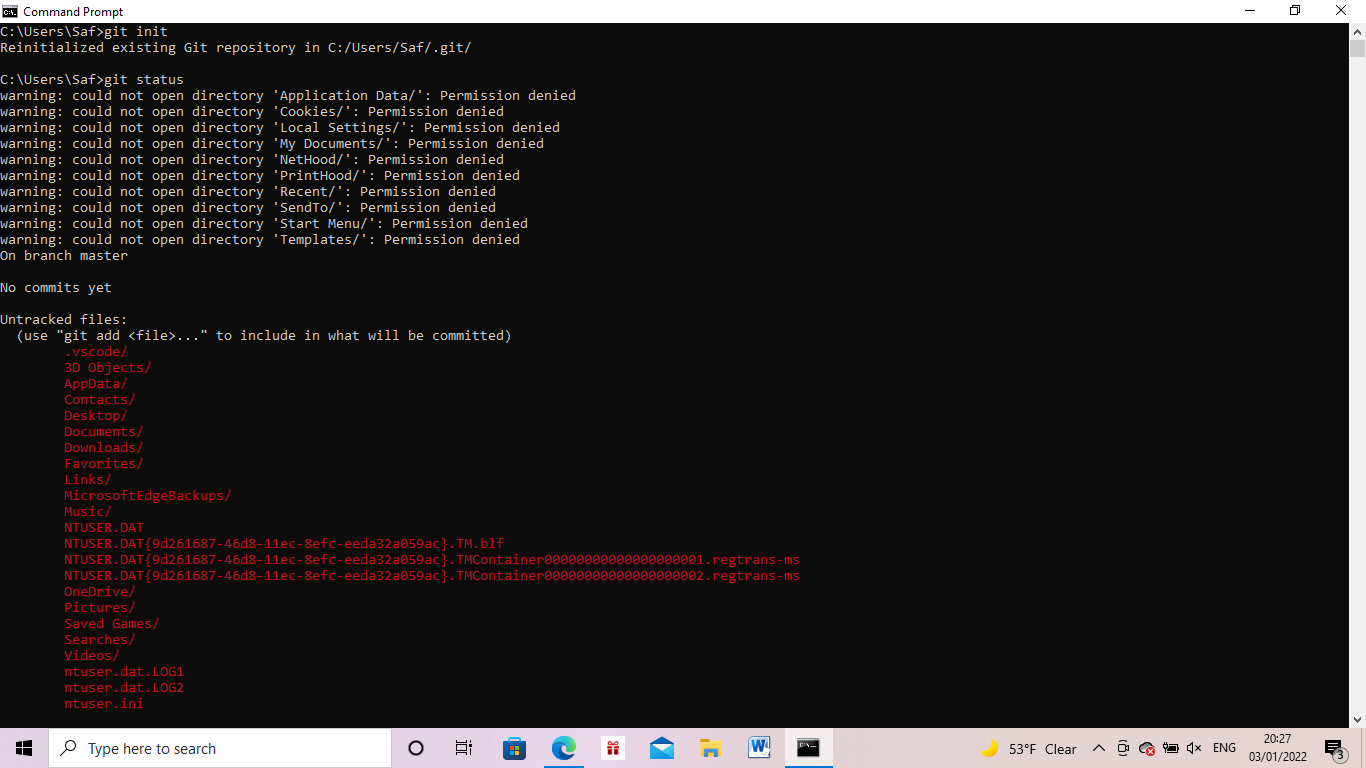 Command Prompt
C:\Users\Saf>git init
Reinitialized existing Git repository in C:/Users/Saf/.git/
C:\Users\Saf>git status
warning: could not open directory 'Application Data/': Permission denied
warning: could not open directory 'Cookies/': Permission denied
warning: could not open directory 'Local Settings/': Permission denied
warning: could not open directory 'My Documents/': Permission denied
warning: could not open directory 'NetHood/': Permission denied
warning: could not open directory 'PrintHood/': Permission denied
warning: could not open directory 'Recent/': Permission denied
warning: could not open directory 'SendTo/': Permission denied
warning: could not open directory 'Start Menu/': Permission denied
warning: could not open directory 'Templates/': Permission denied
On branch master
No commits yet
Untracked files:
  (use "git add <file>..." to include in what will be committed)
        .vscode/
        3D Objects/
        AppData/
        Contacts/
        Desktop/
        Documents/
        Downloads/
        Favorites/
        Links/
        MicrosoftEdgeBackups/
        Music/
        NTUSER.DAT
        NTUSER.DAT{9d261687-46d8-11ec-8efc-eeda32a059ac}.TM.blf
        NTUSER.DAT{9d261687-46d8-11ec-8efc-eeda32a059ac}.TMContainer00000000000000000001.regtrans-ms
        NTUSER.DAT{9d261687-46d8-11ec-8efc-eeda32a059ac}.TMContainer00000000000000000002.regtrans-ms
        OneDrive/
        Pictures/
        Saved Games/
        Searches/
        Videos/
        ntuser.dat.LOG1
        ntuser.dat.LOG2
        ntuser.ini
Type here to search
53°F Clear
ENG
20:27
03/01/2022
3